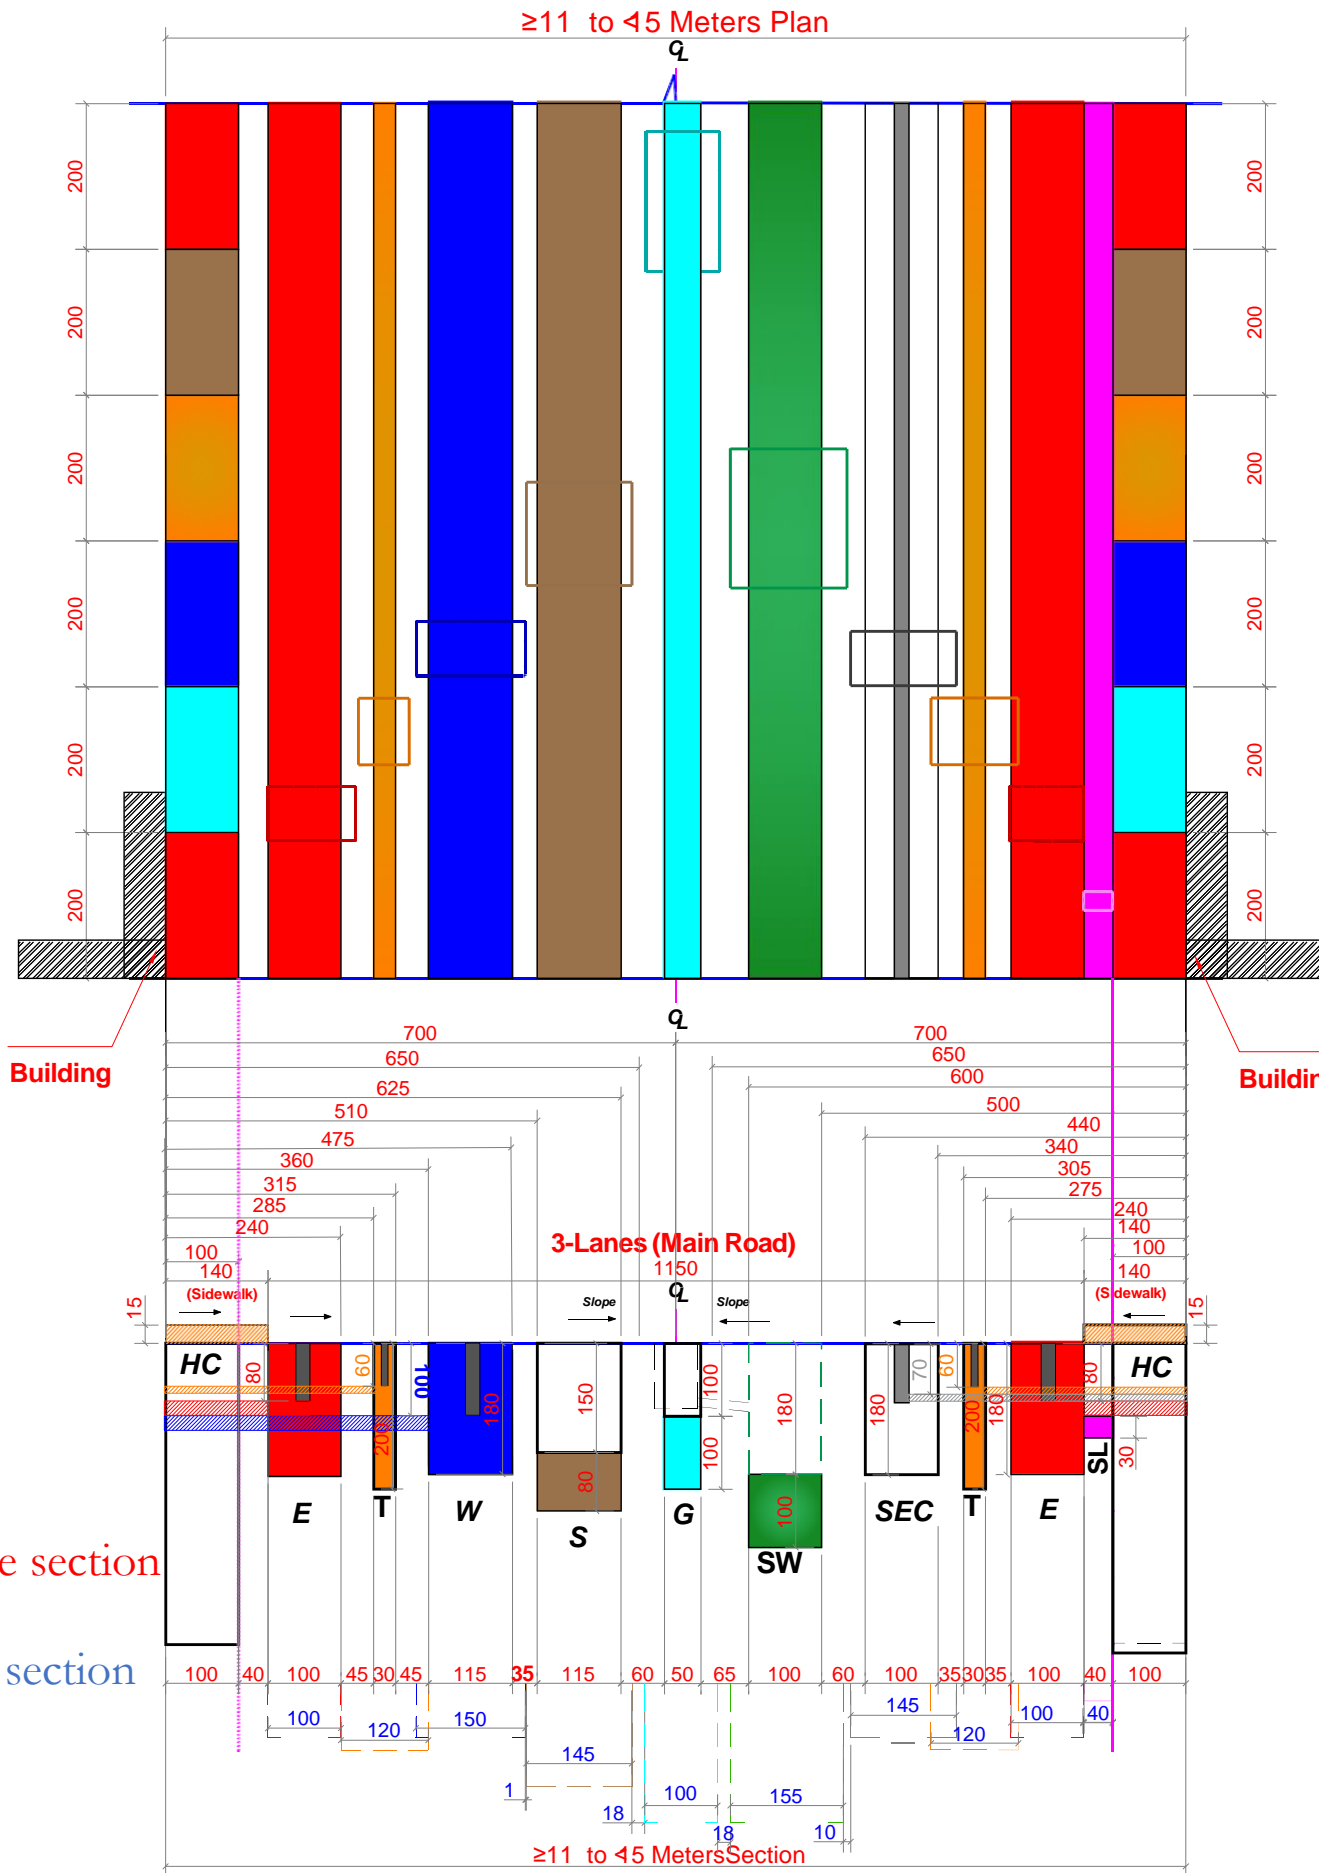 ≥11 to <15 Meters Plan
CL
200
200
200
200
200
200
200
200
200
200
200
200
CL
Building
Buildin
700
700
650
650
625
600
510
500
475
440
360
340
315
305
285
275
240
240
100
140
140
100
3-Lanes (Main Road)
1150
140
(Sidewalk)
(Sidewalk)
CL
15
Slope
Slope
15
HC
80
60
100
180
200
150
80
100
100
180
100
180
70
60
200
180
80
HC
SL
30
E
T
W
S
G
SW
SEC
T
E
e section
section
100 40 100 45 30 45 115 35 115 60 50 65 100 60 100 35 30 35 100 40 100
100
120
150
145
1
18
100
18
155
10
145
120
100
40
≥11 to <15 MetersSection